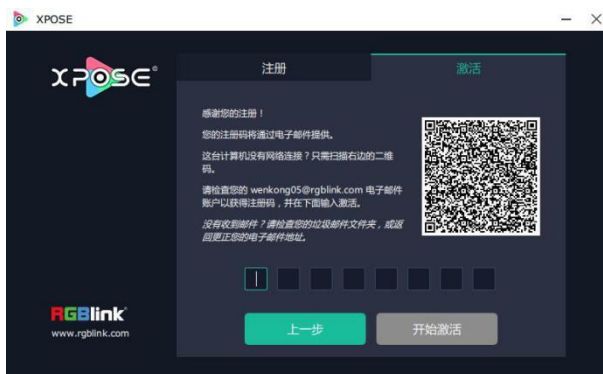 XPOSE
XPOSE
注册
激活
感谢您的注册！
您的注册码将通过电子邮件提供。
这台计算机没有网络连接？只需扫描右边的二维
码。
请检查您的 wenkong05@rgblink.com 电子邮件
账户以获得注册码，并在下面输入激活。
没有收到邮件？请检查您的垃圾邮件文件夹，或返
回更正您的电子邮件地址。
RGBlink
www.rgblink.com
上一步
开始激活